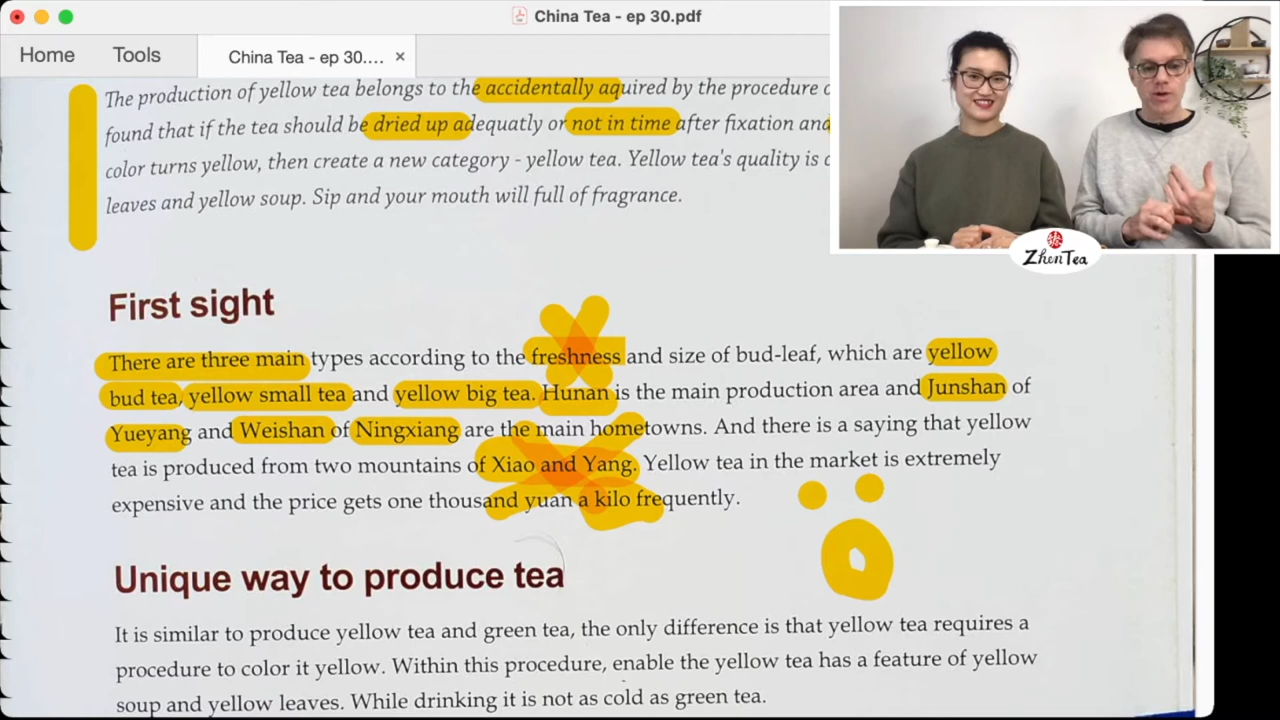 China Tea - ep 30.pdf
Home
Tools
China Tea - ep 30.... ×
The production of yellow tea belongs to the accidentally aquired by the procedure
found that if the tea should be dried up adequatly or not in time after fixation and
color turns yellow, then create a new category - yellow tea. Yellow tea's quality is
leaves and yellow soup. Sip and your mouth will full of fragrance.
ZhenTea
First sight
There are three main types according to the freshness and size of bud-leaf, which are yellow
bud tea, yellow small tea and yellow big tea. Hunan is the main production area and Junshan of
Yueyang and Weishan of Ningxiang are the main hometowns. And there is a saying that yellow
tea is produced from two mountains of Xiao and Yang. Yellow tea in the market is extremely
expensive and the price gets one thousand yuan a kilo frequently.
Unique way to produce tea
It is similar to produce yellow tea and green tea, the only difference is that yellow tea requires a
procedure to color it yellow. Within this procedure, enable the yellow tea has a feature of yellow
soup and yellow leaves. While drinking it is not as cold as green tea.